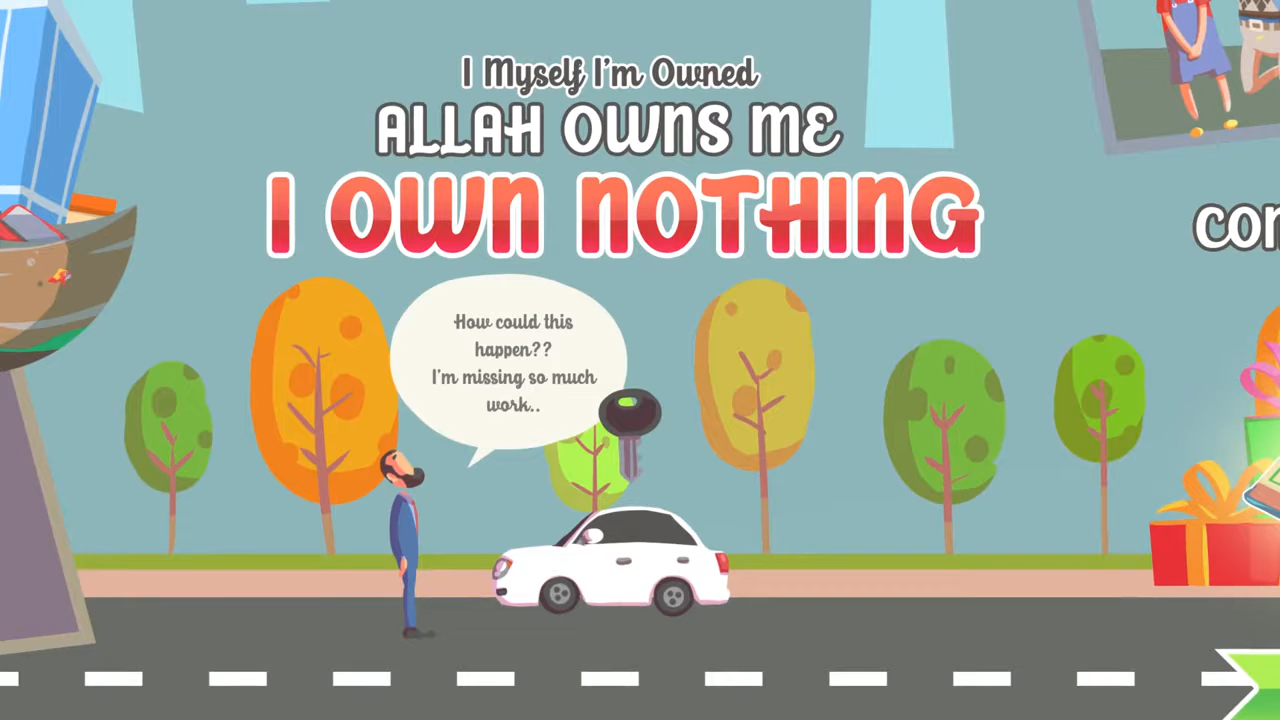 I Myself I'm Owned
ALLAH OWNS ME
I OWN NOTHING
How could this
happen??
I'm missing so much
work..